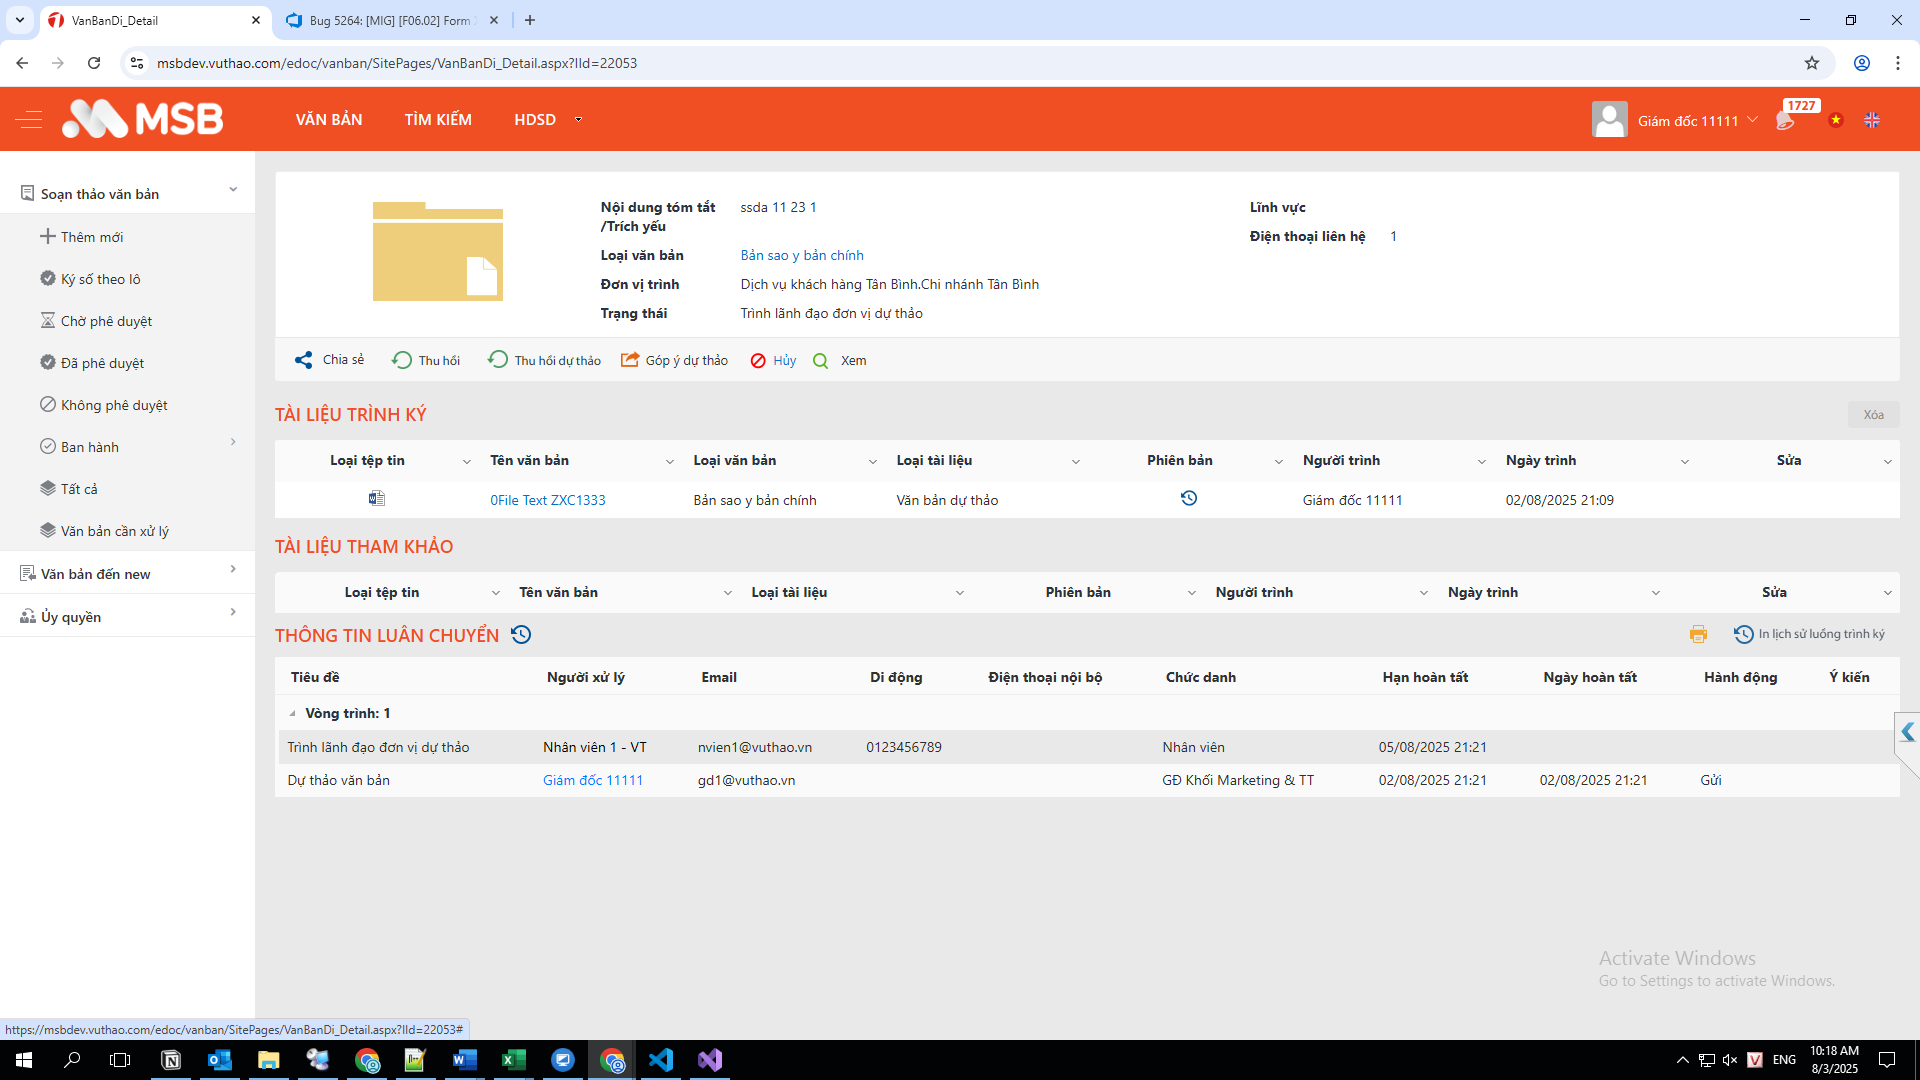 VanBanDi_Detail
Bug 5264: [MIG] [F06.02] Form
msbdev.vuthao.com/edoc/vanban/SitePages/VanBanDi_Detail.aspx?IId=22053
MSB
VĂN BẢN
TÌM KIẾM
HDSD
Giám đốc 11111
1727
Soạn thảo văn bản
Thêm mới
Ký số theo lô
Chờ phê duyệt
Đã phê duyệt
Không phê duyệt
Ban hành
Tất cả
Văn bản cần xử lý
Văn bản đến new
Ủy quyền
Nội dung tóm tắt ssda 11 23 1
/Trích yếu
Loại văn bản Bản sao y bản chính
Đơn vị trình Dịch vụ khách hàng Tân Bình.Chi nhánh Tân Bình
Trạng thái Trình lãnh đạo đơn vị dự thảo
Lĩnh vực
Điện thoại liên hệ 1
Chia sẻ Thu hồi Thu hồi dự thảo Góp ý dự thảo Hủy Xem
TÀI LIỆU TRÌNH KÝ Xóa
Loại tệp tin Tên văn bản Loại văn bản Loại tài liệu Phiên bản Người trình Ngày trình Sửa
0File Text ZXC1333 Bản sao y bản chính Văn bản dự thảo Giám đốc 11111 02/08/2025 21:09
TÀI LIỆU THAM KHẢO
Loại tệp tin Tên văn bản Loại tài liệu Phiên bản Người trình Ngày trình Sửa
THÔNG TIN LUÂN CHUYỂN In lịch sử luồng trình ký
Tiêu đề Người xử lý Email Di động Điện thoại nội bộ Chức danh Hạn hoàn tất Ngày hoàn tất Hành động Ý kiến
Vòng trình: 1
Trình lãnh đạo đơn vị dự thảo Nhân viên 1 - VT nvien1@vuthao.vn 0123456789 Nhân viên 05/08/2025 21:21
Dự thảo văn bản Giám đốc 11111 gd1@vuthao.vn GĐ Khối Marketing & TT 02/08/2025 21:21 02/08/2025 21:21 Gửi
Activate Windows
Go to Settings to activate Windows.
https://msbdev.vuthao.com/edoc/vanban/SitePages/VanBanDi_Detail.aspx?IId=22053#
ENG
10:18 AM
8/3/2025